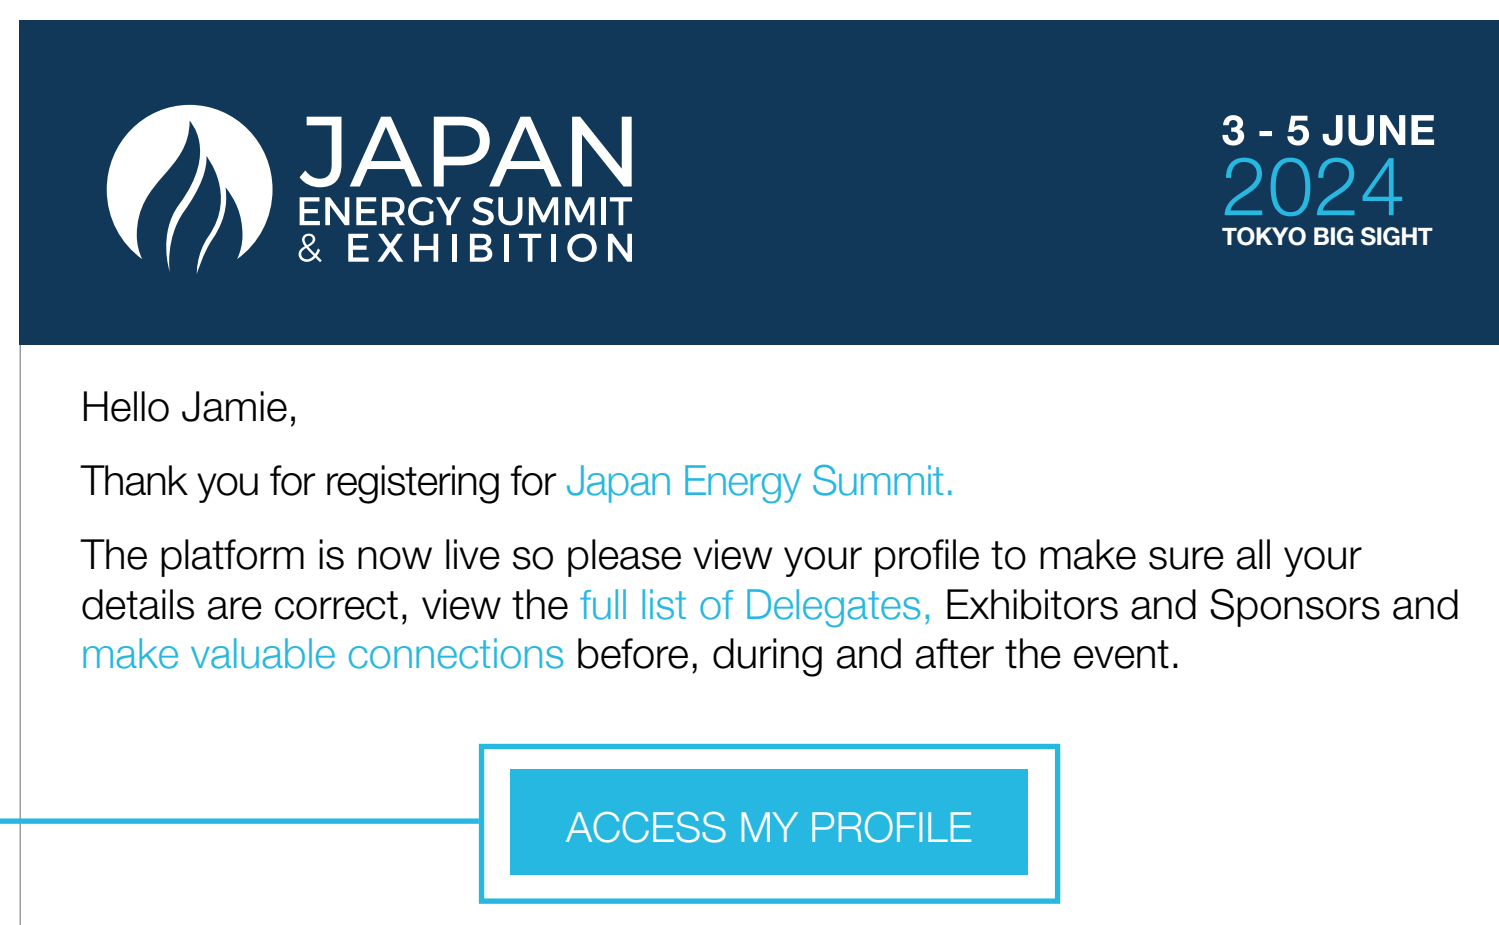 JAPAN
ENERGY SUMMIT
& EXHIBITION
3 - 5 JUNE
2024
TOKYO BIG SIGHT
Hello Jamie,
Thank you for registering for Japan Energy Summit.
The platform is now live so please view your profile to make sure all your
details are correct, view the full list of Delegates, Exhibitors and Sponsors and
make valuable connections before, during and after the event.
ACCESS MY PROFILE